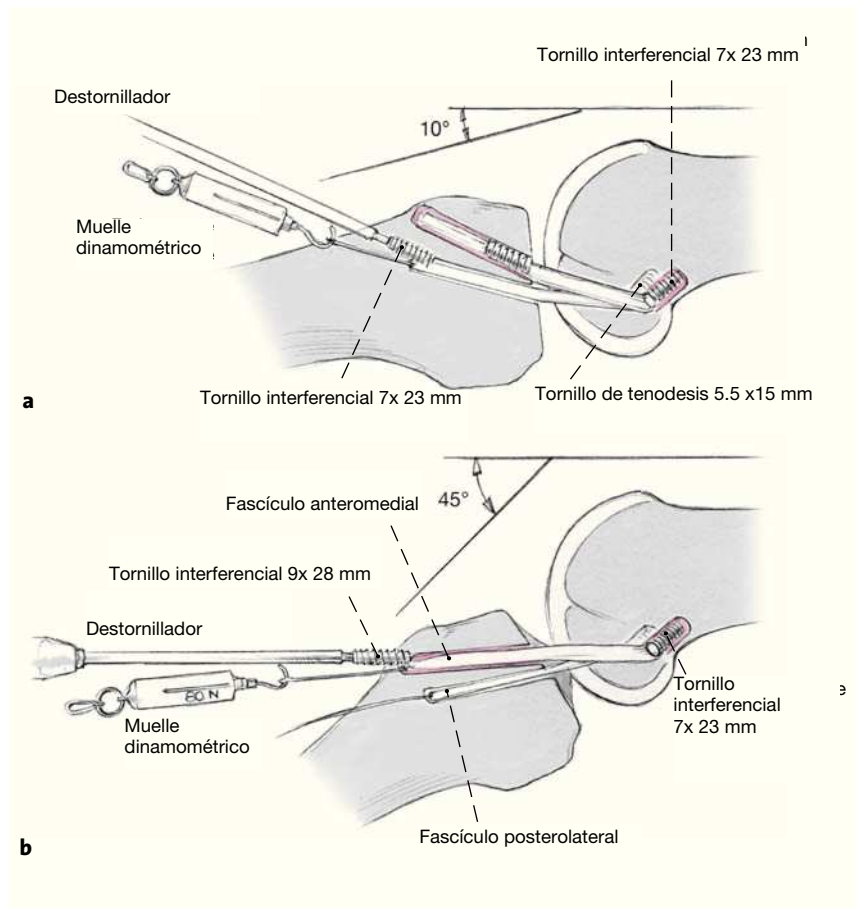 Tornillo interferencial 7x 23 mm
Destornillador
10°
Muelle
dinamométrico
Tornillo interferencial 7x 23 mm
Tornillo de tenodesis 5.5 x15 mm
a
45°
Fascículo anteromedial
Tornillo interferencial 9x 28 mm
Destornillador
80 N
Muelle
dinamométrico
Tornillo
interferencial
7x 23 mm
e
Fascículo posterolateral
b